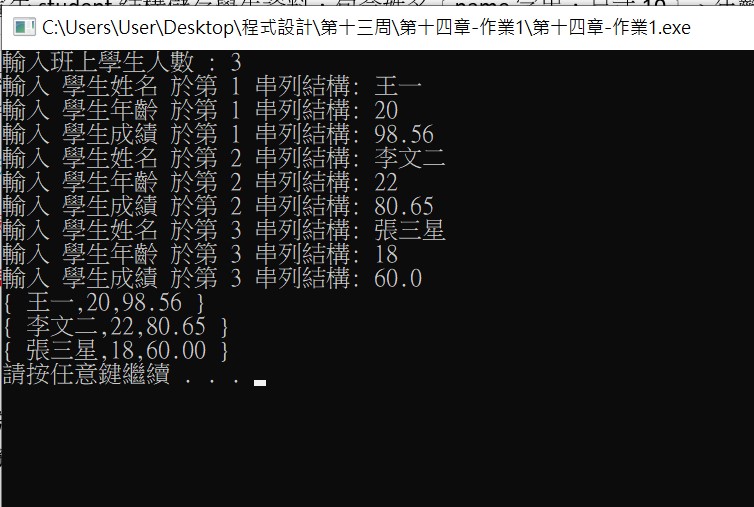 C:\Users\User\Desktop\程式設計\第十三周\第十四章-作業1\第十四章-作業1.exe
輸入班上學生人數 : 3
輸入 學生姓名 於第 1 串列結構: 王一
輸入 學生年齡 於第 1 串列結構: 20
輸入 學生成績 於第 1 串列結構: 98.56
輸入 學生姓名 於第 2 串列結構: 李文二
輸入 學生年齡 於第 2 串列結構: 22
輸入 學生成績 於第 2 串列結構: 80.65
輸入 學生姓名 於第 3 串列結構: 張三星
輸入 學生年齡 於第 3 串列結構: 18
輸入 學生成績 於第 3 串列結構: 60.0
{ 王一,20,98.56 }
{ 李文二,22,80.65 }
{ 張三星,18,60.00 }
請按任意鍵繼續 . . .